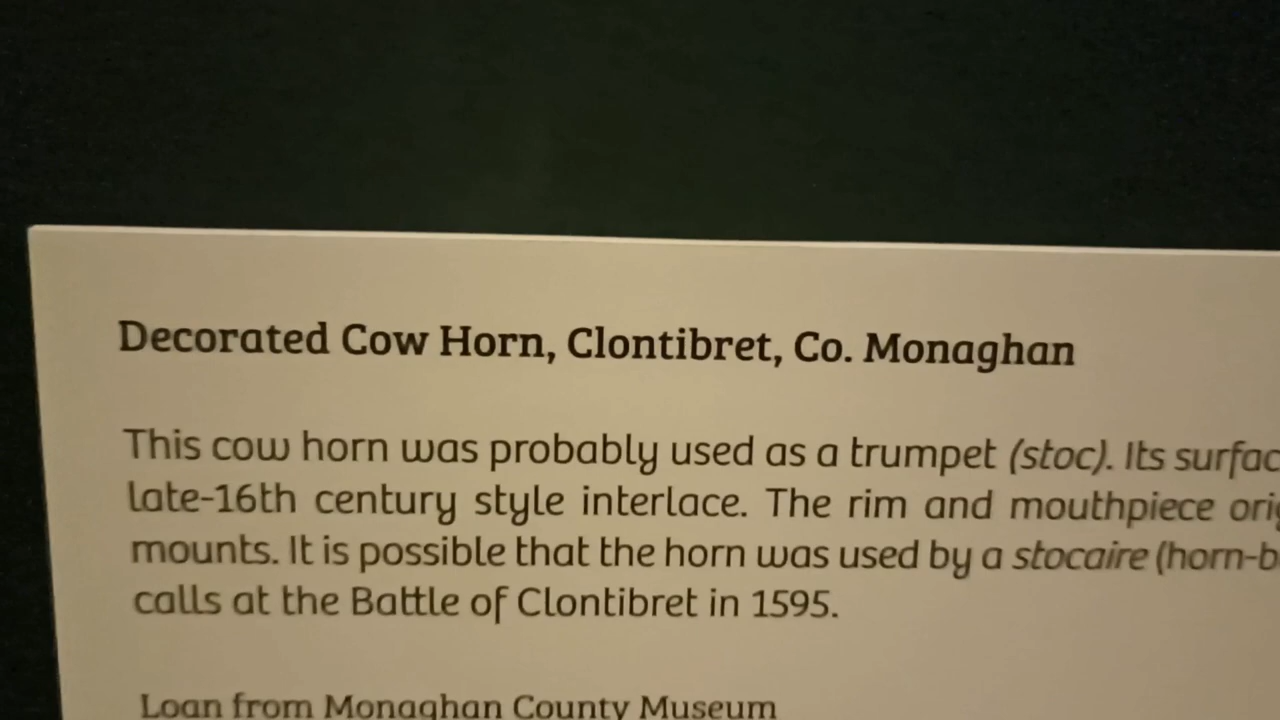 Decorated Cow Horn, Clontibret, Co. Monaghan
This cow horn was probably used as a trumpet (stoc). Its
late-16th century style interlace. The rim and mouthpiece
mounts. It is possible that the horn was used by a stocaire
calls at the Battle of Clontibret in 1595.
Loan from Monaghan County Museum